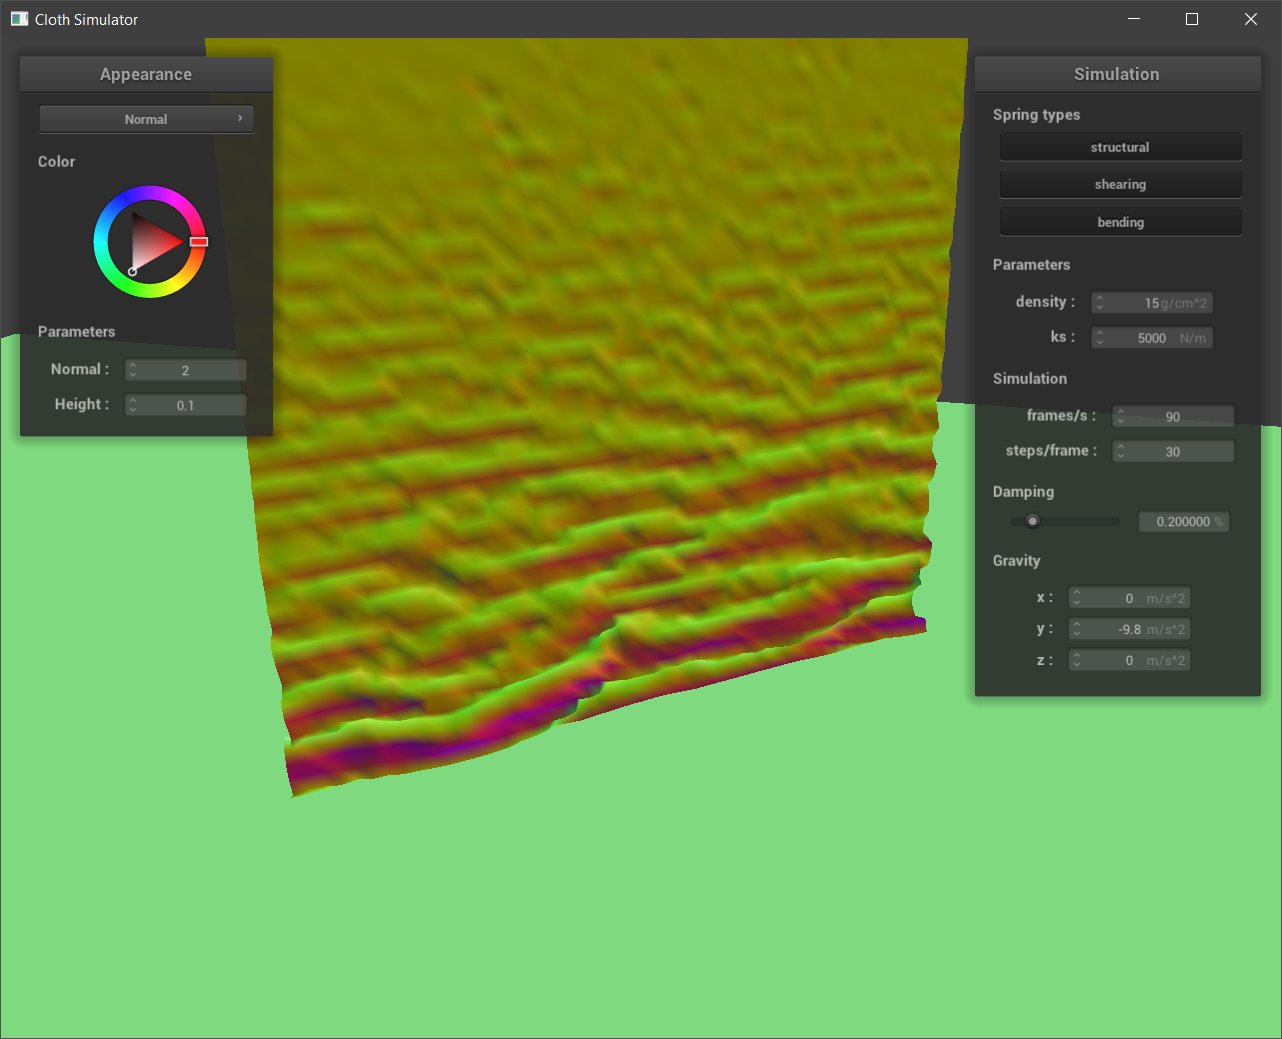 Cloth Simulator
Appearance
Normal
Color
Parameters
Normal : 2
Height : 0.1
Simulation
Spring types
structural
shearing
bending
Parameters
density : 15 g/cm^2
ks : 5000 N/m
Simulation
frames/s : 90
steps/frame : 30
Damping
0.200000 %
Gravity
x : 0 m/s^2
y : -9.8 m/s^2
z : 0 m/s^2